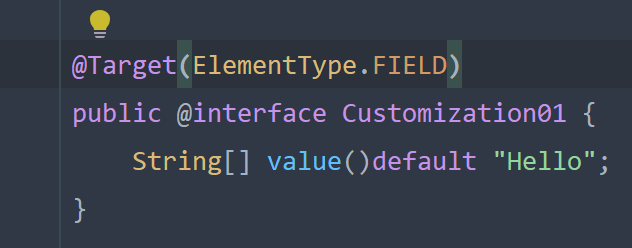 @Target(ElementType.FIELD)
public @interface Customization01 {
    String[] value()default "Hello";
}